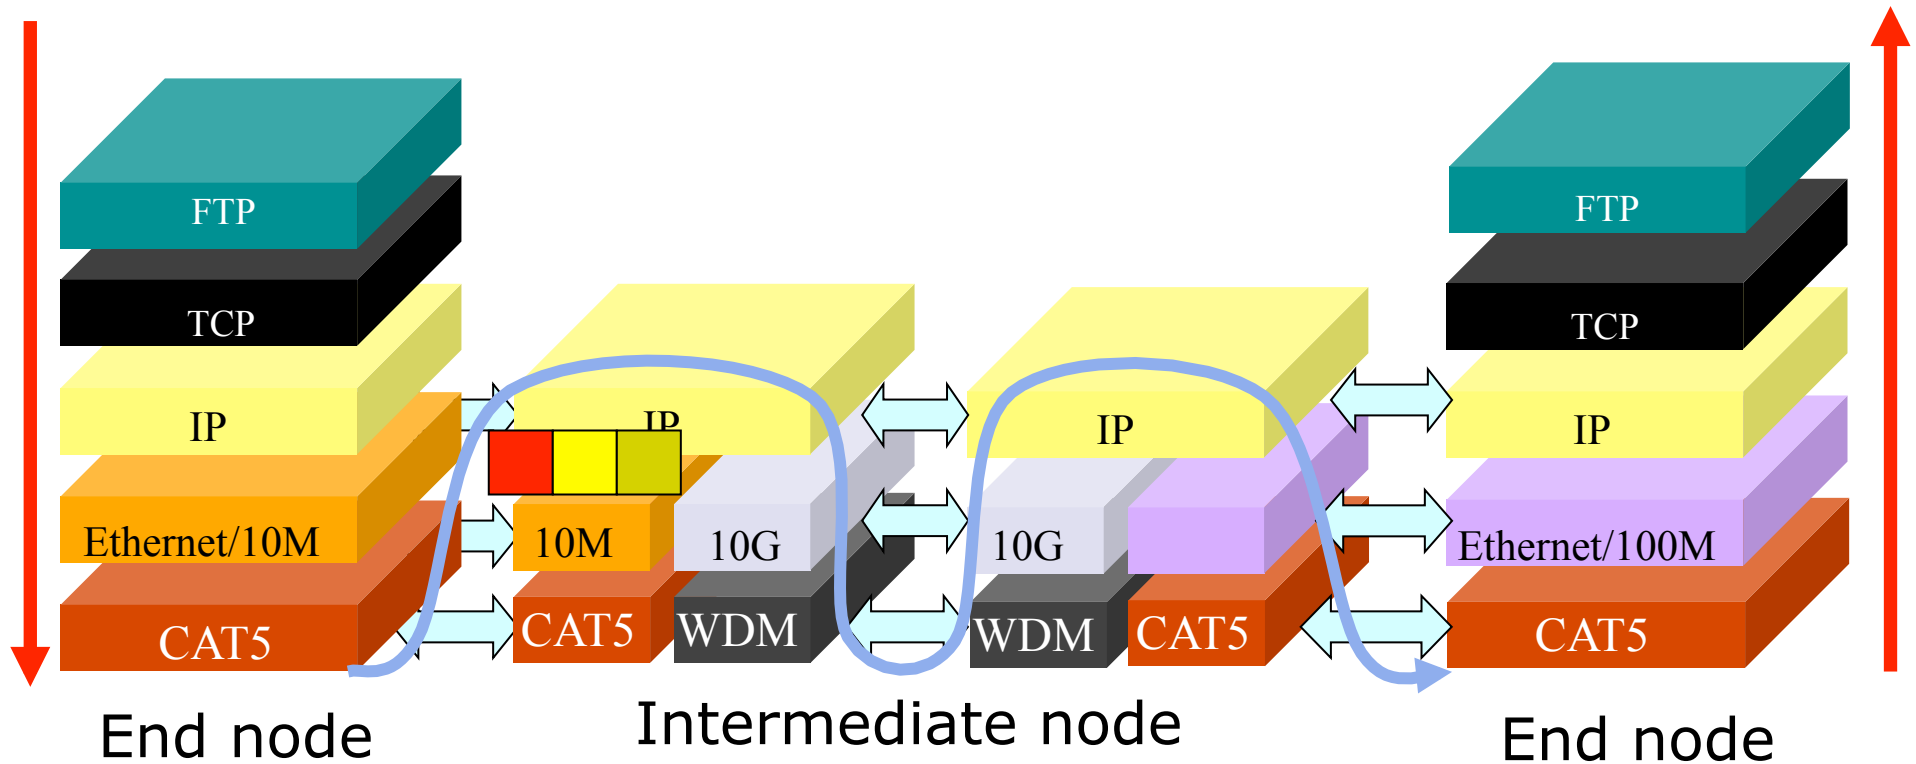 FTP
TCP
IP
Ethernet/10M
CAT5
End node
IP
10M
10G
CAT5
WDM
IP
10G
WDM
CAT5
Intermediate node
FTP
TCP
IP
Ethernet/100M
CAT5
End node